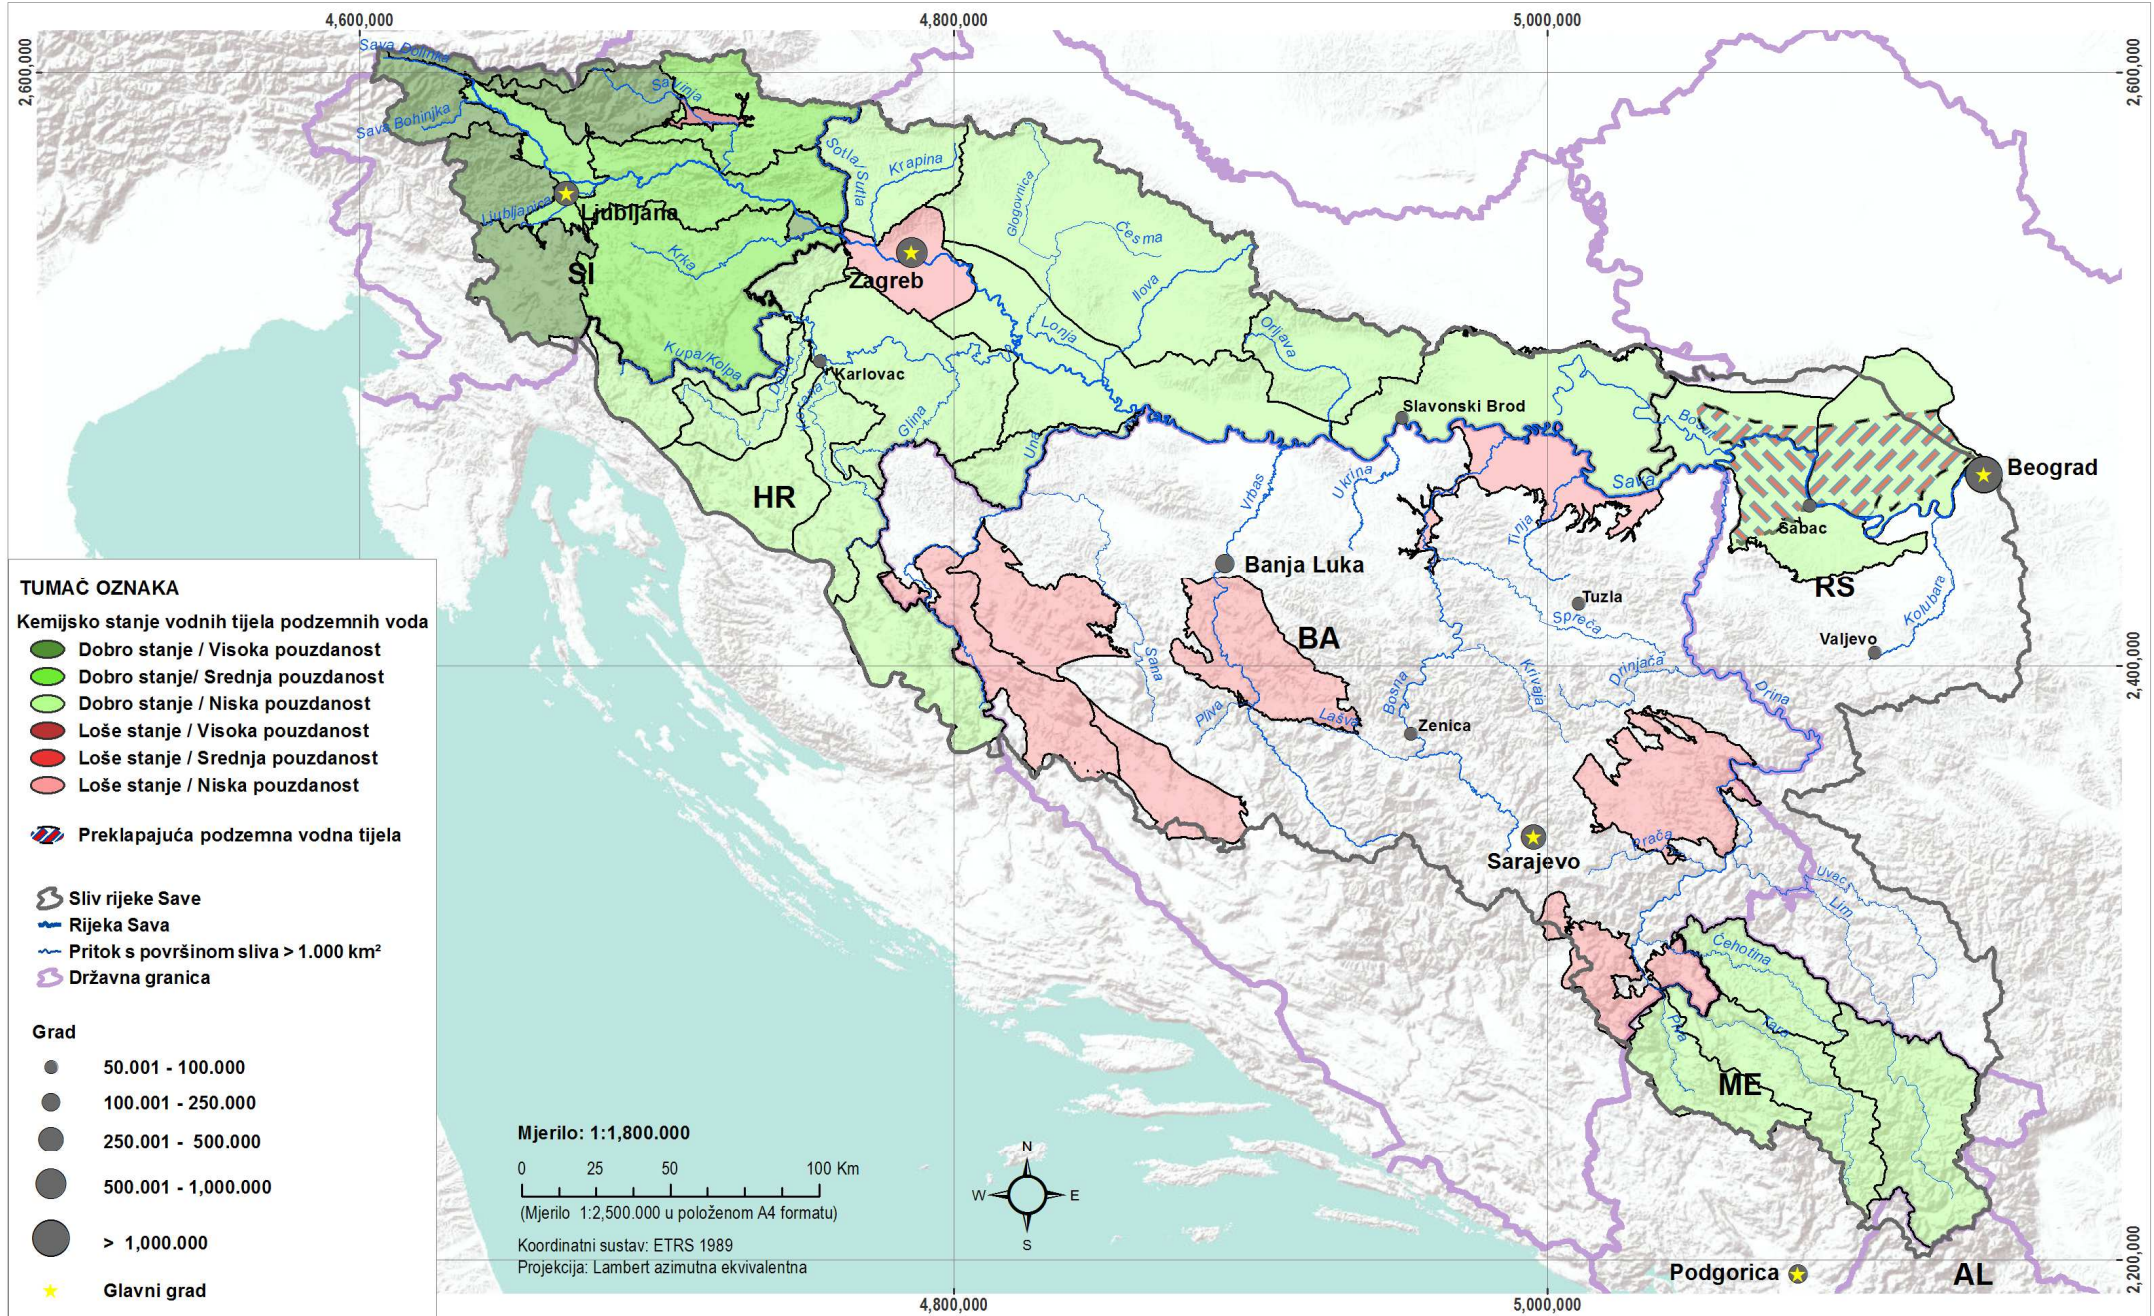 4,600,000
4,800,000
5,000,000
2,600,000
2,600,000
Sava Dolinka
Savinja
Sava Bohinjka
Sotla/Sutla
Krapina
Glogovnica
Česma
Ljubljanica
Ljubljana
SI
Krka
Zagreb
Ilova
Lonja
Orljava
Kupa/Kolpa
Dobra
Karlovac
Korana
Glina
Una
Slavonski Brod
Bosut
Sava
Beograd
HR
Vrbas
Ukrina
Tinja
Šabac
RS
Kolubara
Banja Luka
Tuzla
Spreča
BA
Valjevo
Sana
Krivaja
Drinjača
Drina
2,400,000
Pliva
Lašva
Bosna
Zenica
Prača
Sarajevo
Uvac
Lim
Ćehotina
Piva
Tara
ME
Podgorica
AL
2,200,000
4,800,000
5,000,000
TUMAČ OZNAKA
Kemijsko stanje vodnih tijela podzemnih voda
Dobro stanje / Visoka pouzdanost
Dobro stanje/ Srednja pouzdanost
Dobro stanje / Niska pouzdanost
Loše stanje / Visoka pouzdanost
Loše stanje / Srednja pouzdanost
Loše stanje / Niska pouzdanost
Preklapajuća podzemna vodna tijela
Sliv rijeke Save
Rijeka Sava
Pritok s površinom sliva > 1.000 km²
Državna granica
Grad
50.001 - 100.000
100.001 - 250.000
250.001 - 500.000
500.001 - 1,000.000
> 1,000.000
Glavni grad
Mjerilo: 1:1,800.000
0 25 50 100 Km
(Mjerilo 1:2,500.000 u položenom A4 formatu)
Koordinatni sustav: ETRS 1989
Projekcija: Lambert azimutna ekvivalentna
N
W E
S